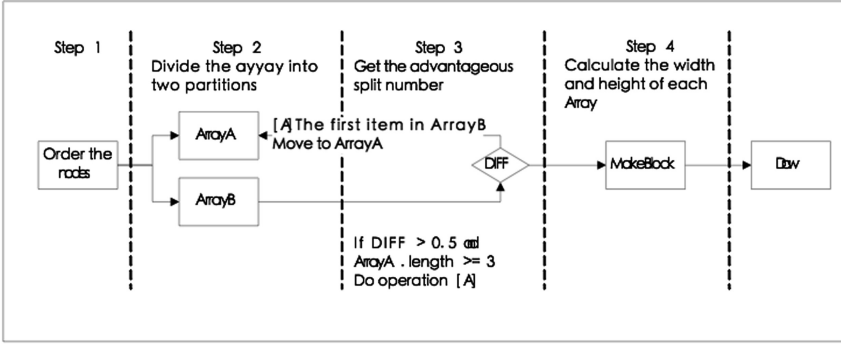 Step 1
Order the
nodes
Step 2
Divide the ayyay into
two partitions
ArrayA
ArrayB
[A] The first item in ArrayB
Move to ArrayA
Step 3
Get the advantageous
split number
DIFF
If DIFF > 0.5 and
ArrayA .length >= 3
Do operation [A]
Step 4
Calculate the width
and height of each
Array
MakeBlock